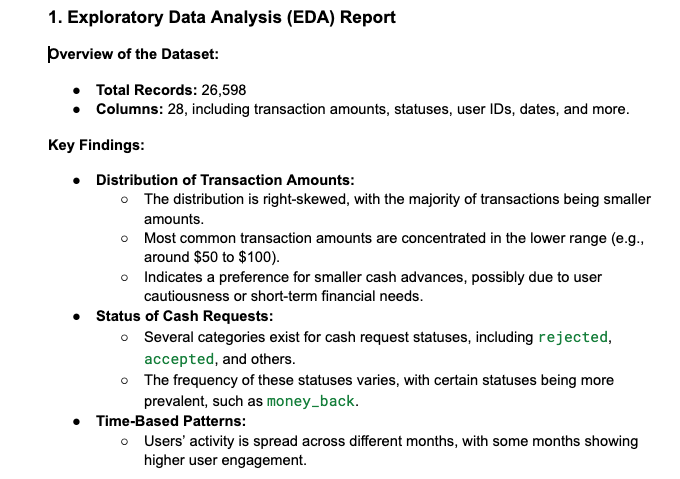 1. Exploratory Data Analysis (EDA) Report
Overview of the Dataset:
● Total Records: 26,598
● Columns: 28, including transaction amounts, statuses, user IDs, dates, and more.
Key Findings:
● Distribution of Transaction Amounts:
○ The distribution is right-skewed, with the majority of transactions being smaller
amounts.
○ Most common transaction amounts are concentrated in the lower range (e.g.,
around $50 to $100).
○ Indicates a preference for smaller cash advances, possibly due to user
cautiousness or short-term financial needs.
● Status of Cash Requests:
○ Several categories exist for cash request statuses, including rejected,
accepted, and others.
○ The frequency of these statuses varies, with certain statuses being more
prevalent, such as money_back.
● Time-Based Patterns:
○ Users’ activity is spread across different months, with some months showing
higher user engagement.